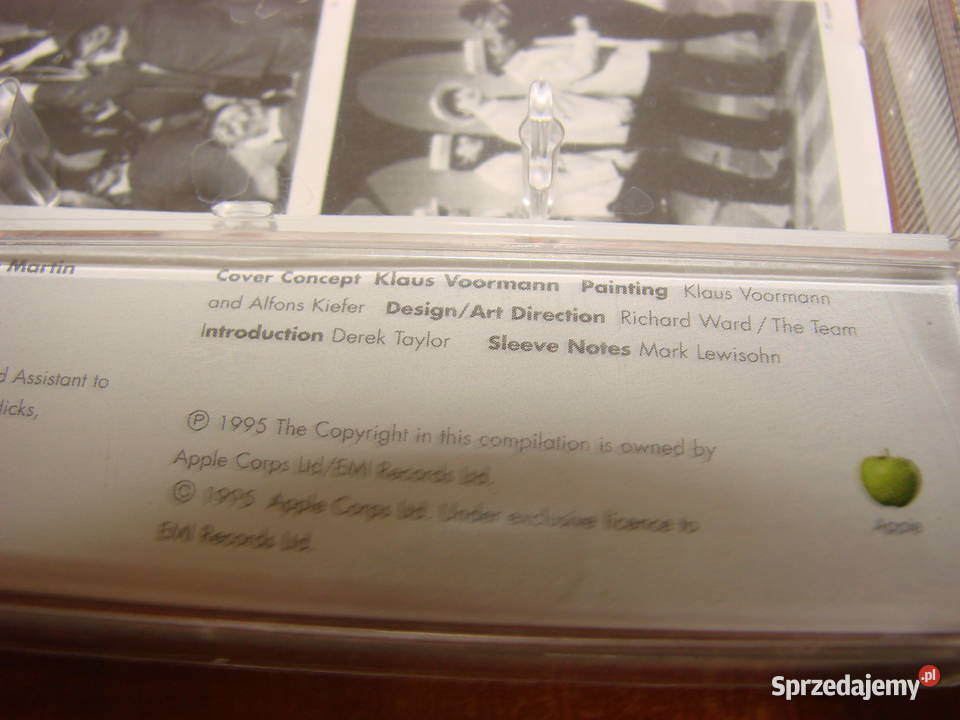 Martin
Cover Concept Klaus Voormann Painting Klaus Voormann
and Alfons Kiefer Design/Art Direction Richard Ward / The Team
Introduction Derek Taylor Sleeve Notes Mark Lewisohn
d Assistant to
licks,
℗ 1995 The Copyright in this compilation is owned by
Apple Corps Ltd/EMI Records Ltd.
© 1995 Apple Corps Ltd. Under exclusive licence to
EMI Records Ltd.
Apple
Sprzedajemy.pl